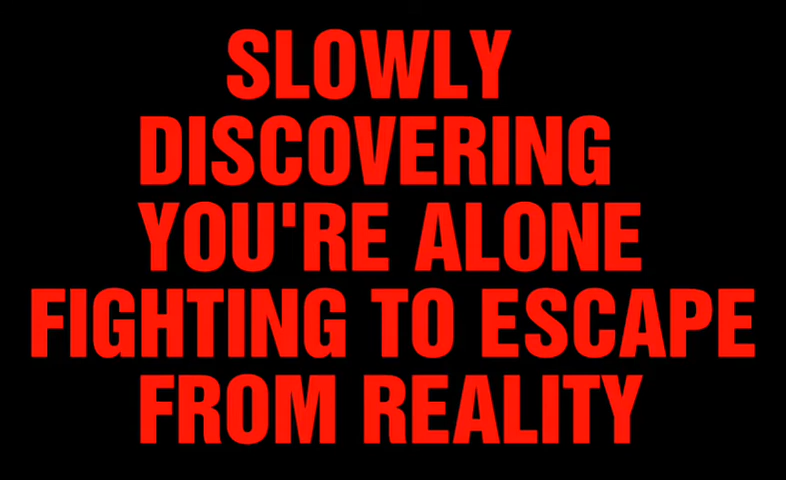 SLOWLY
DISCOVERING
YOU'RE ALONE
FIGHTING TO ESCAPE
FROM REALITY